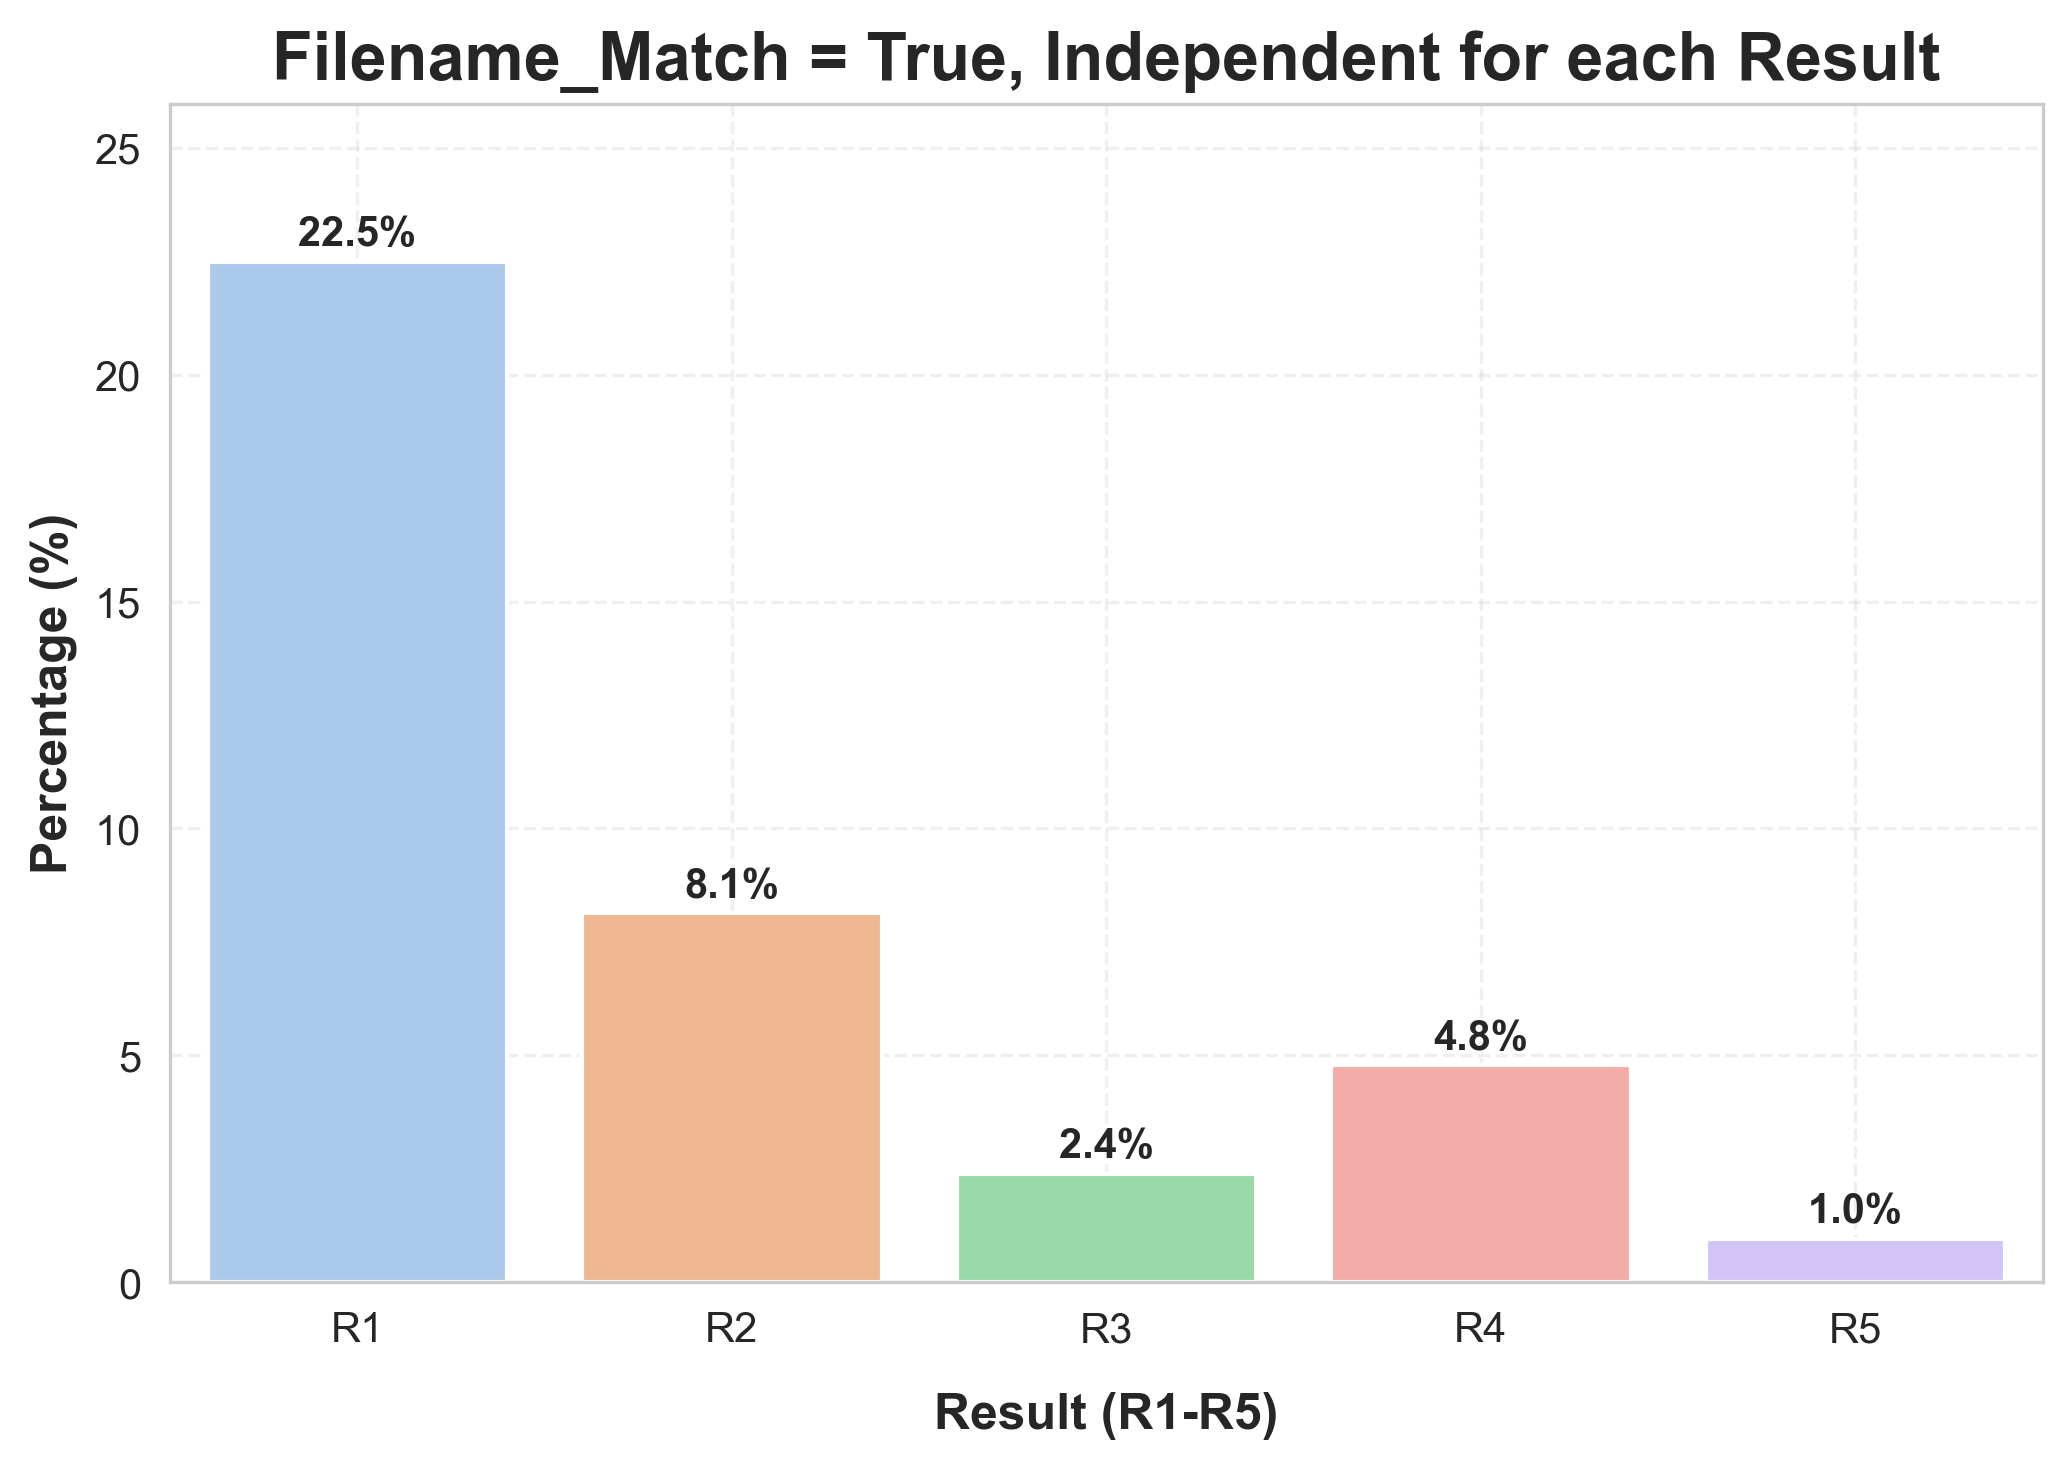 Filename_Match = True, Independent for each Result
25
20
15
10
5
0
Percentage (%)
22.5%
8.1%
2.4%
4.8%
1.0%
R1
R2
R3
R4
R5
Result (R1-R5)